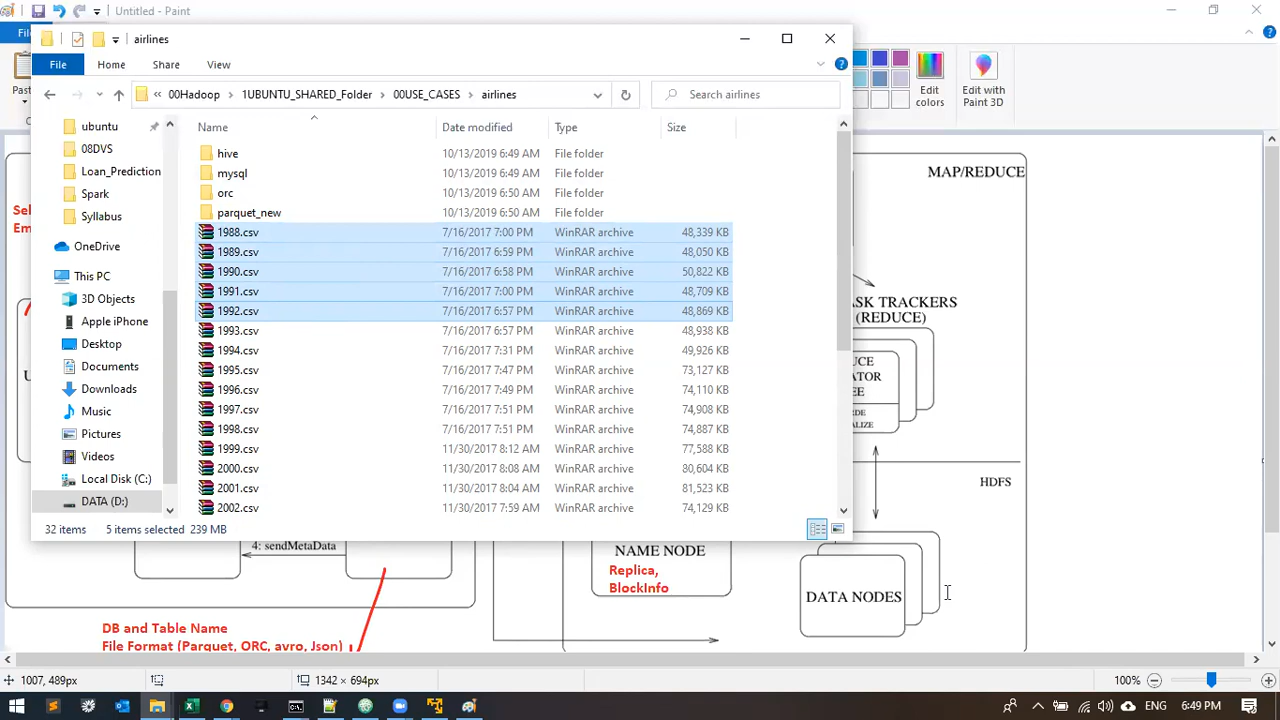 Untitled - Paint
airlines
File
Home
Share
View
00Hadoop
1UBUNTU_SHARED_Folder
00USE_CASES
airlines
Search airlines
Paste
Edit colors
Edit with Paint 3D
ubuntu
08DVS
Loan_Prediction
Spark
Syllabus
OneDrive
This PC
3D Objects
Apple iPhone
Desktop
Documents
Downloads
Music
Pictures
Videos
Local Disk (C:)
DATA (D:)
Name Date modified Type Size
hive 10/13/2019 6:49 AM File folder
mysql 10/13/2019 6:49 AM File folder
orc 10/13/2019 6:50 AM File folder
parquet_new 10/13/2019 6:50 AM File folder
1988.csv 7/16/2017 7:00 PM WinRAR archive 48,339 KB
1989.csv 7/16/2017 6:59 PM WinRAR archive 48,050 KB
1990.csv 7/16/2017 6:58 PM WinRAR archive 50,822 KB
1991.csv 7/16/2017 7:00 PM WinRAR archive 48,709 KB
1992.csv 7/16/2017 6:57 PM WinRAR archive 48,869 KB
1993.csv 7/16/2017 6:57 PM WinRAR archive 48,938 KB
1994.csv 7/16/2017 7:31 PM WinRAR archive 49,926 KB
1995.csv 7/16/2017 7:47 PM WinRAR archive 73,127 KB
1996.csv 7/16/2017 7:49 PM WinRAR archive 74,110 KB
1997.csv 7/16/2017 7:51 PM WinRAR archive 74,908 KB
1998.csv 7/16/2017 7:51 PM WinRAR archive 74,887 KB
1999.csv 11/30/2017 8:12 AM WinRAR archive 77,588 KB
2000.csv 11/30/2017 8:08 AM WinRAR archive 80,604 KB
2001.csv 11/30/2017 8:04 AM WinRAR archive 81,523 KB
2002.csv 11/30/2017 7:59 AM WinRAR archive 74,129 KB
32 items 5 items selected 239 MB
MAP/REDUCE
ASK TRACKERS
(REDUCE)
HDFS
4: sendMetaData
NAME NODE
Replica,
BlockInfo
DATA NODES
DB and Table Name
File Format (Parquet, ORC, avro, Json)
1007, 489px
1342 × 694px
100%
ENG
6:49 PM